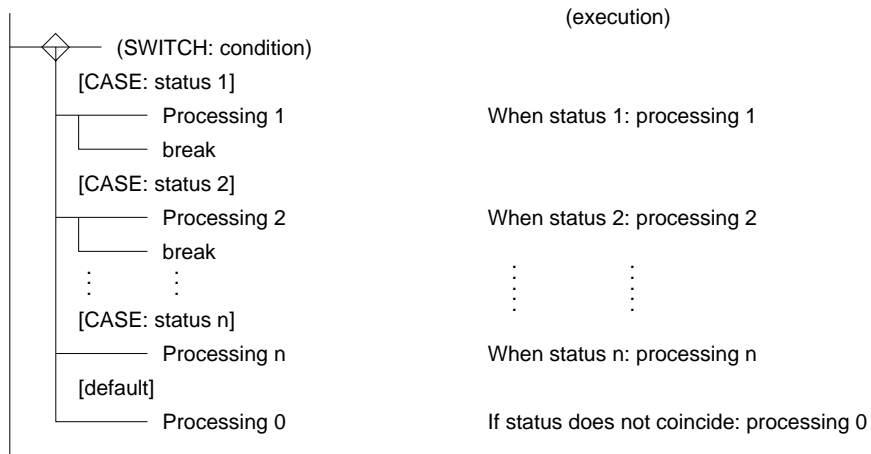 (execution)
(SWITCH: condition)
[CASE: status 1]
Processing 1 When status 1: processing 1
break
[CASE: status 2]
Processing 2 When status 2: processing 2
break
[CASE: status n]
Processing n When status n: processing n
[default]
Processing 0 If status does not coincide: processing 0